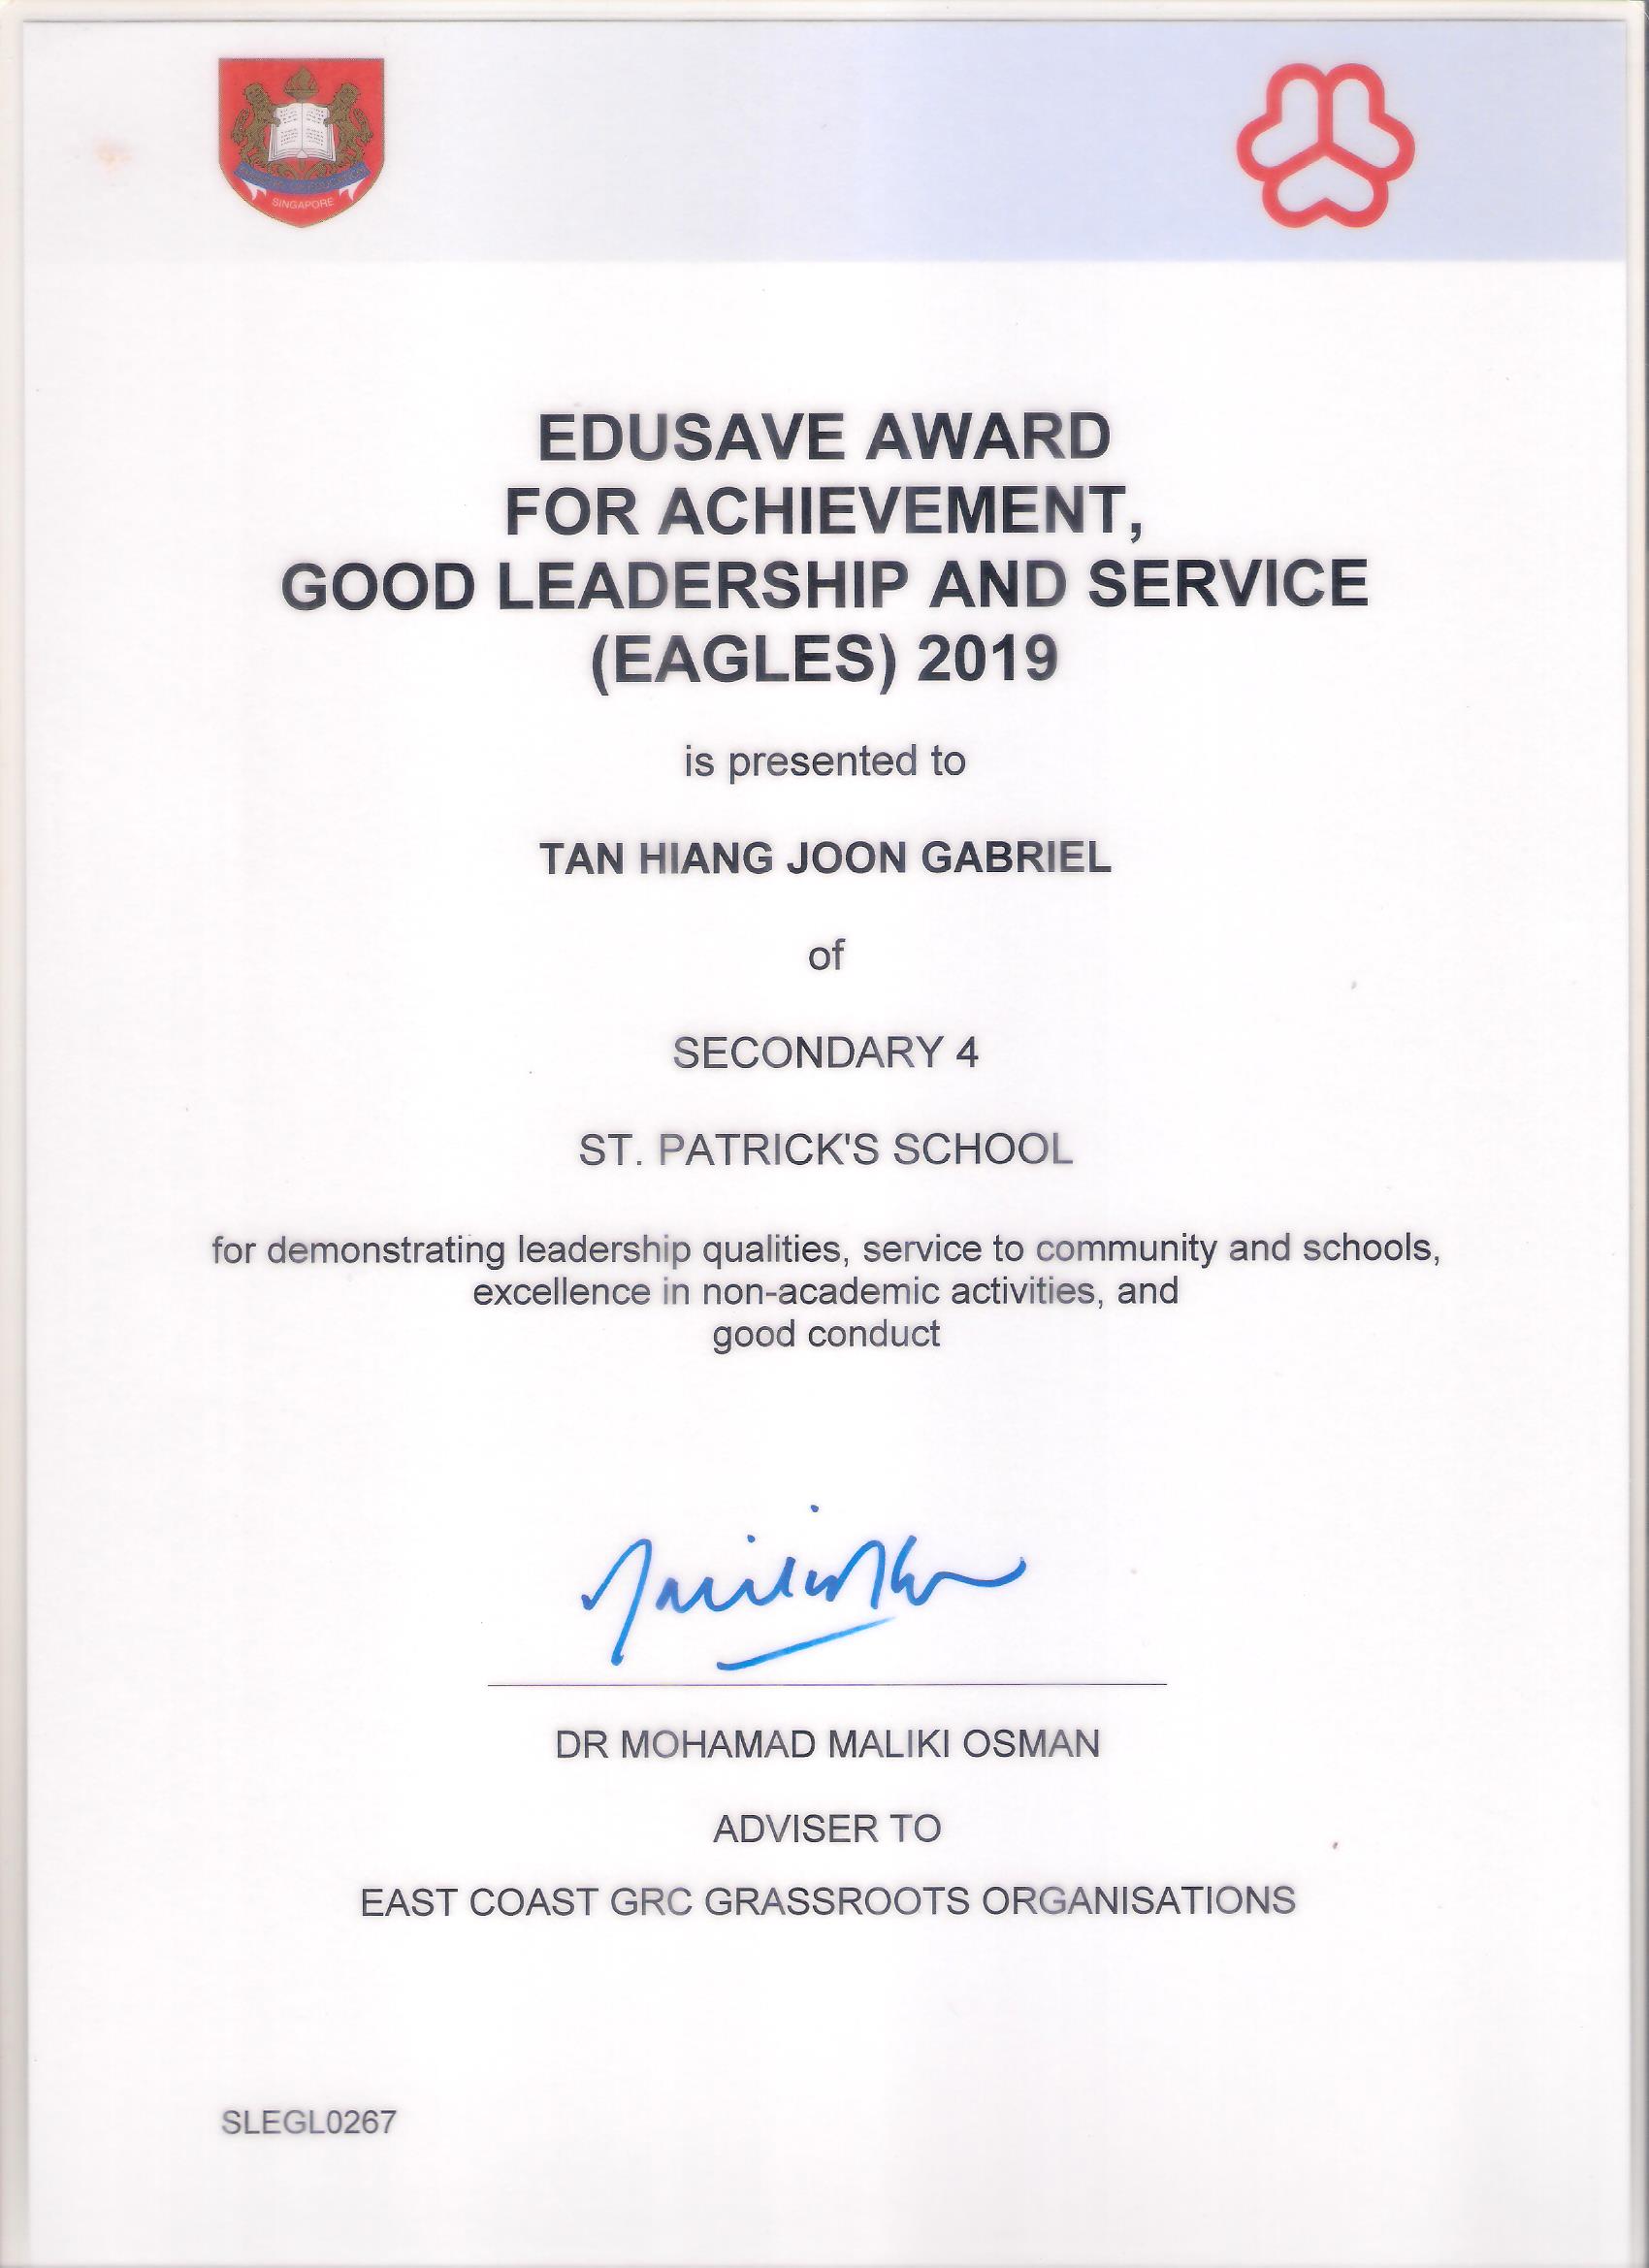 SINGAPORE
EDUSAVE AWARD
FOR ACHIEVEMENT,
GOOD LEADERSHIP AND SERVICE
(EAGLES) 2019
is presented to
TAN HIANG JOON GABRIEL
of
SECONDARY 4
ST. PATRICK'S SCHOOL
for demonstrating leadership qualities, service to community and schools,
excellence in non-academic activities, and
good conduct
DR MOHAMAD MALIKI OSMAN
ADVISER TO
EAST COAST GRC GRASSROOTS ORGANISATIONS
SLEGL0267